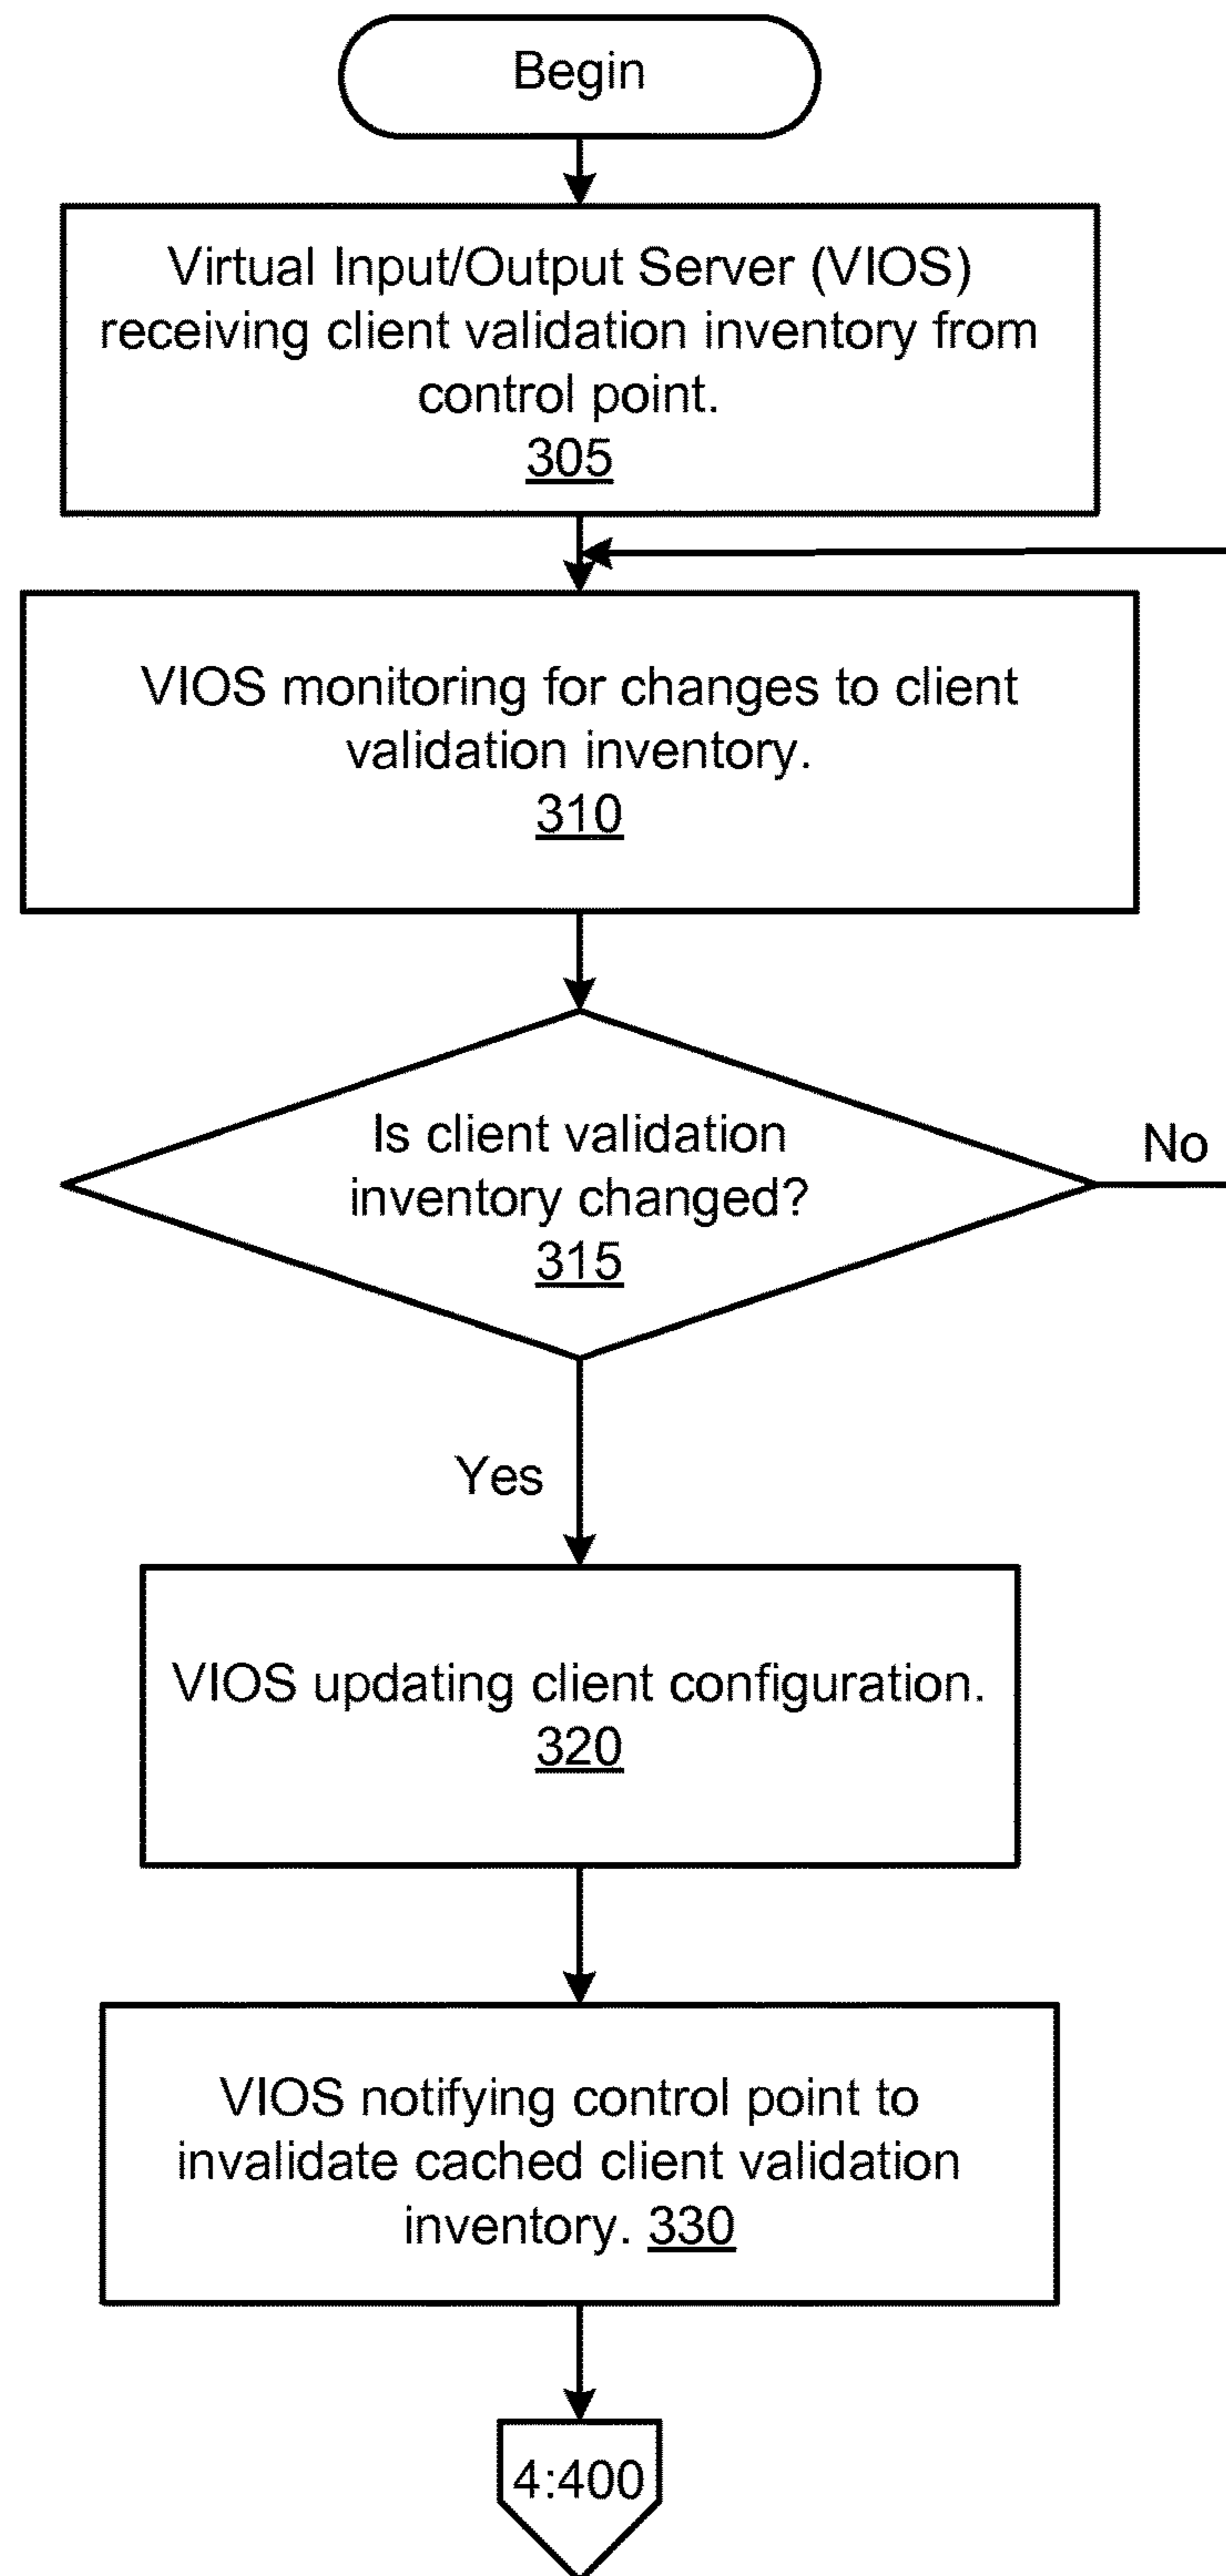 Begin
Virtual Input/Output Server (VIOS)
receiving client validation inventory from
control point.
305
VIOS monitoring for changes to client
validation inventory.
310
Is client validation
inventory changed?
315
No
Yes
VIOS updating client configuration.
320
VIOS notifying control point to
invalidate cached client validation
inventory. 330
4:400